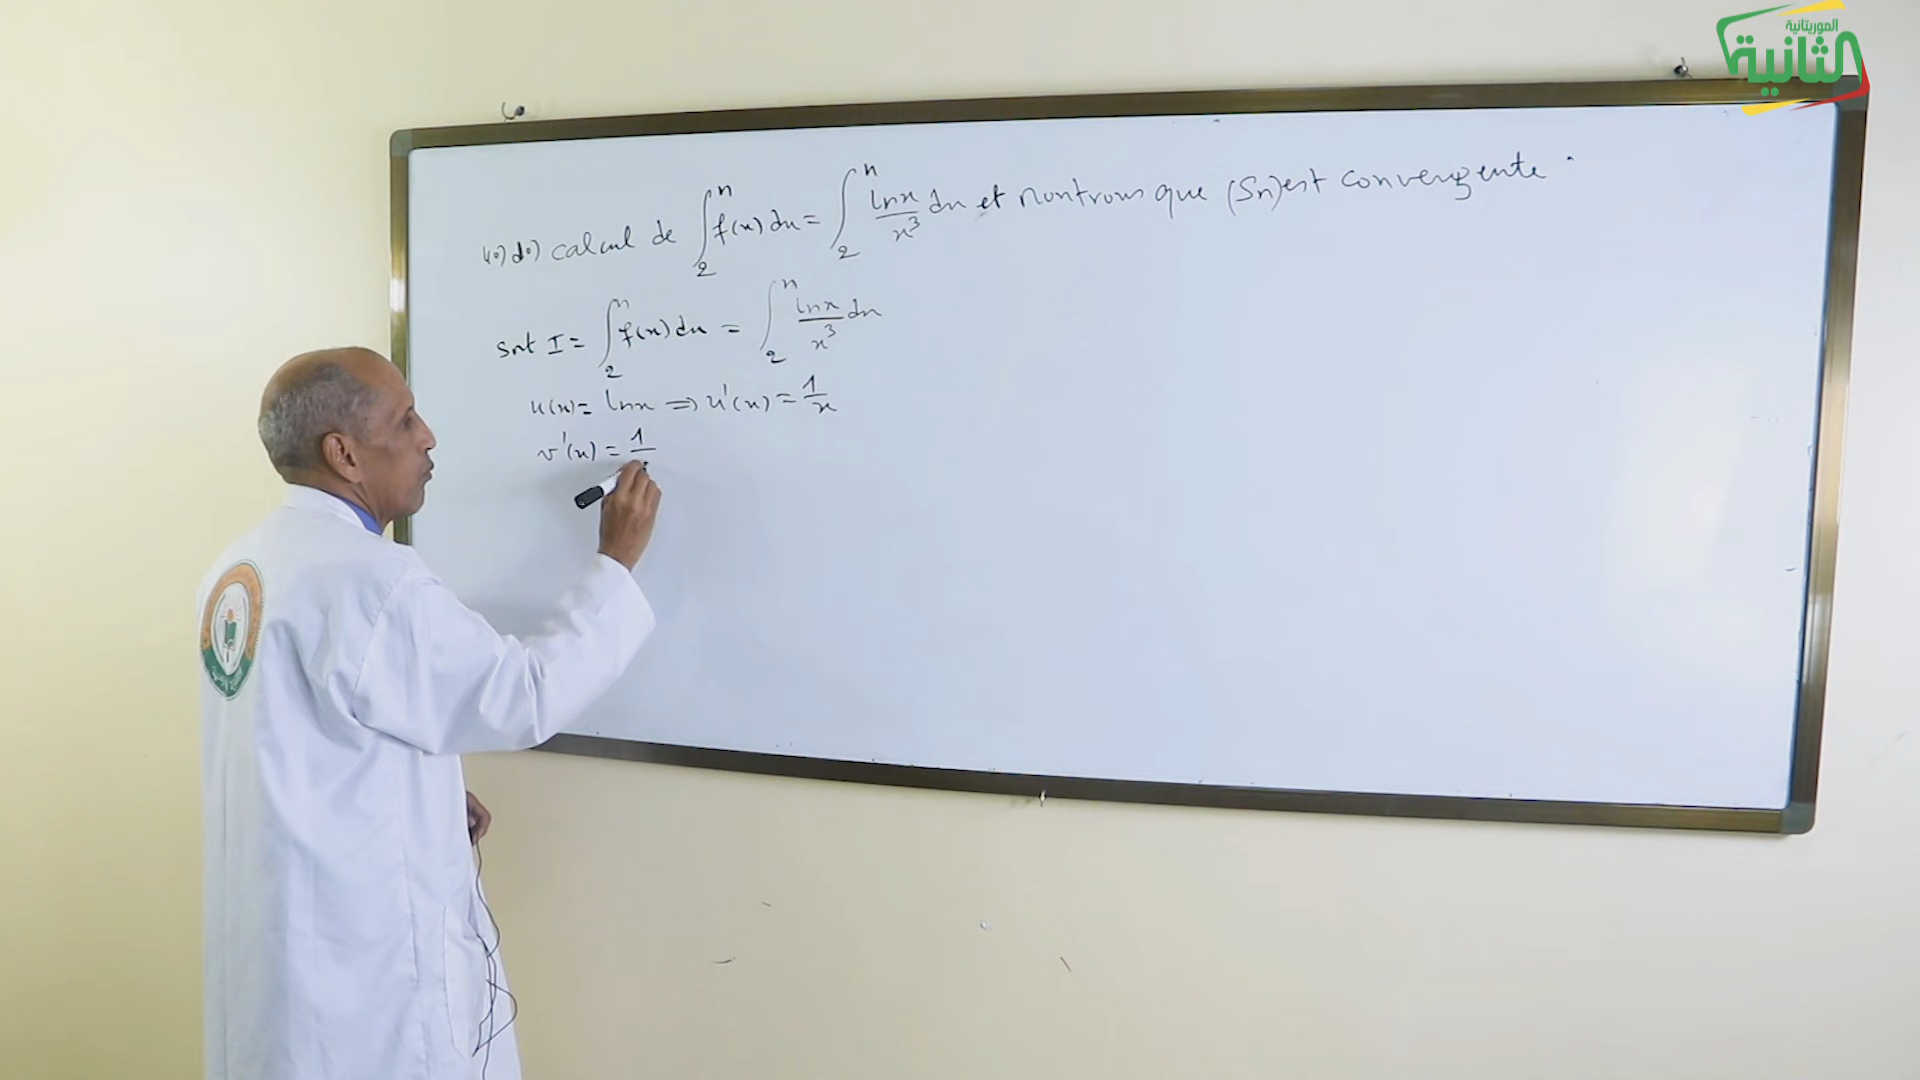 الموريتانية
الثانية
4°) d°) calcul de ∫₂ⁿ f(x) dx = ∫₂ⁿ lnx/x³ dx et Montrons que (Sn) est convergente.
Snt I = ∫₂ⁿ f(x) dx = ∫₂ⁿ lnx/x³ dx
u(x) = lnx ⇒ u'(x) = 1/x
v'(x) = 1/